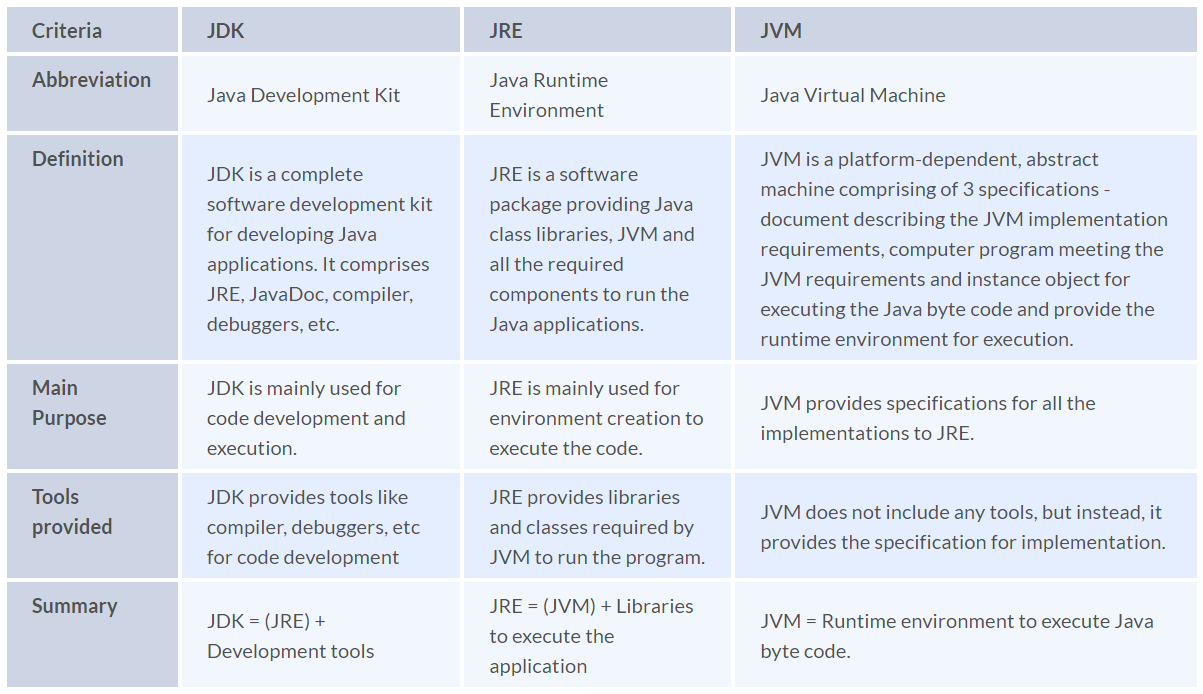 Criteria
JDK
JRE
JVM
Abbreviation
Java Development Kit
Java Runtime
Environment
Java Virtual Machine
Definition
JDK is a complete
software development kit
for developing Java
applications. It comprises
JRE, JavaDoc, compiler,
debuggers, etc.
JRE is a software
package providing Java
class libraries, JVM and
all the required
components to run the
Java applications.
JVM is a platform-dependent, abstract
machine comprising of 3 specifications -
document describing the JVM implementation
requirements, computer program meeting the
JVM requirements and instance object for
executing the Java byte code and provide the
runtime environment for execution.
Main
Purpose
JDK is mainly used for
code development and
execution.
JRE is mainly used for
environment creation to
execute the code.
JVM provides specifications for all the
implementations to JRE.
Tools
provided
JDK provides tools like
compiler, debuggers, etc
for code development
JRE provides libraries
and classes required by
JVM to run the program.
JVM does not include any tools, but instead, it
provides the specification for implementation.
Summary
JDK = (JRE) +
Development tools
JRE = (JVM) + Libraries
to execute the
application
JVM = Runtime environment to execute Java
byte code.